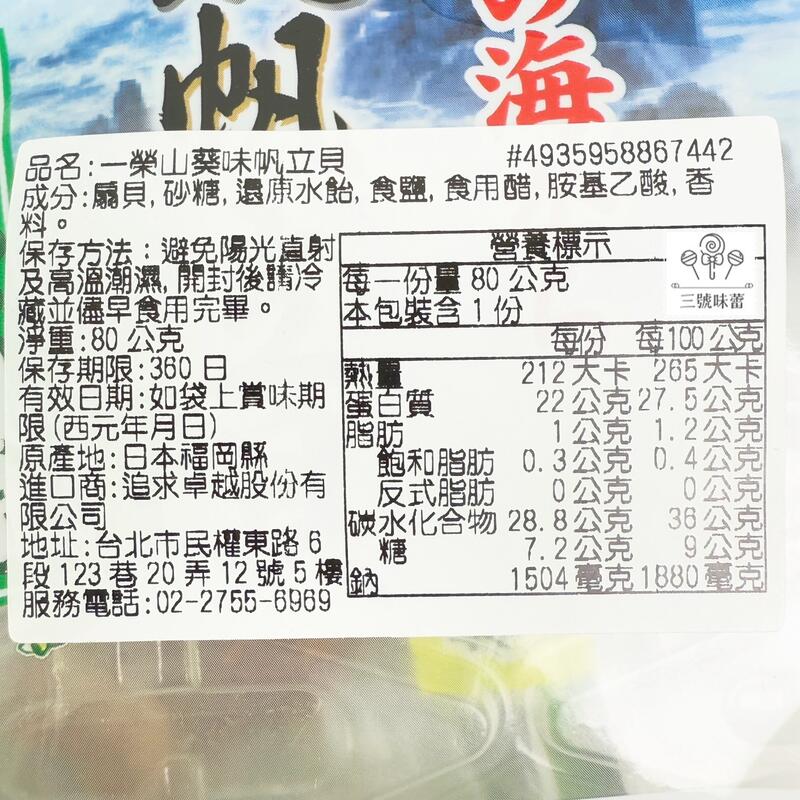 の海
帆
品名:一榮山葵味帆立貝
#4935958867442
成分:扇貝, 砂糖, 還原水飴, 食鹽, 食用醋, 胺基乙酸, 香
料。
保存方法：避免陽光直射
及高溫潮濕, 開封後請冷
藏並儘早食用完畢。
淨重:80 公克
保存期限:360 日
有效日期:如袋上賞味期
限(西元年月日)
原產地:日本福岡縣
進口商:追求卓越股份有
限公司
地址:台北市民權東路 6
段 123 巷 20 弄 12 號 5 樓
服務電話:02-2755-6969
營養標示
每一份量 80 公克
本包裝含 1 份
三號味蕾
每份 每100公克
熱量 212 大卡 265 大卡
蛋白質 22 公克 27.5 公克
脂肪 1 公克 1.2 公克
飽和脂肪 0.3 公克 0.4 公克
反式脂肪 0 公克 0 公克
碳水化合物 28.8 公克 36 公克
糖 7.2 公克 9 公克
鈉 1504 毫克 1880 毫克